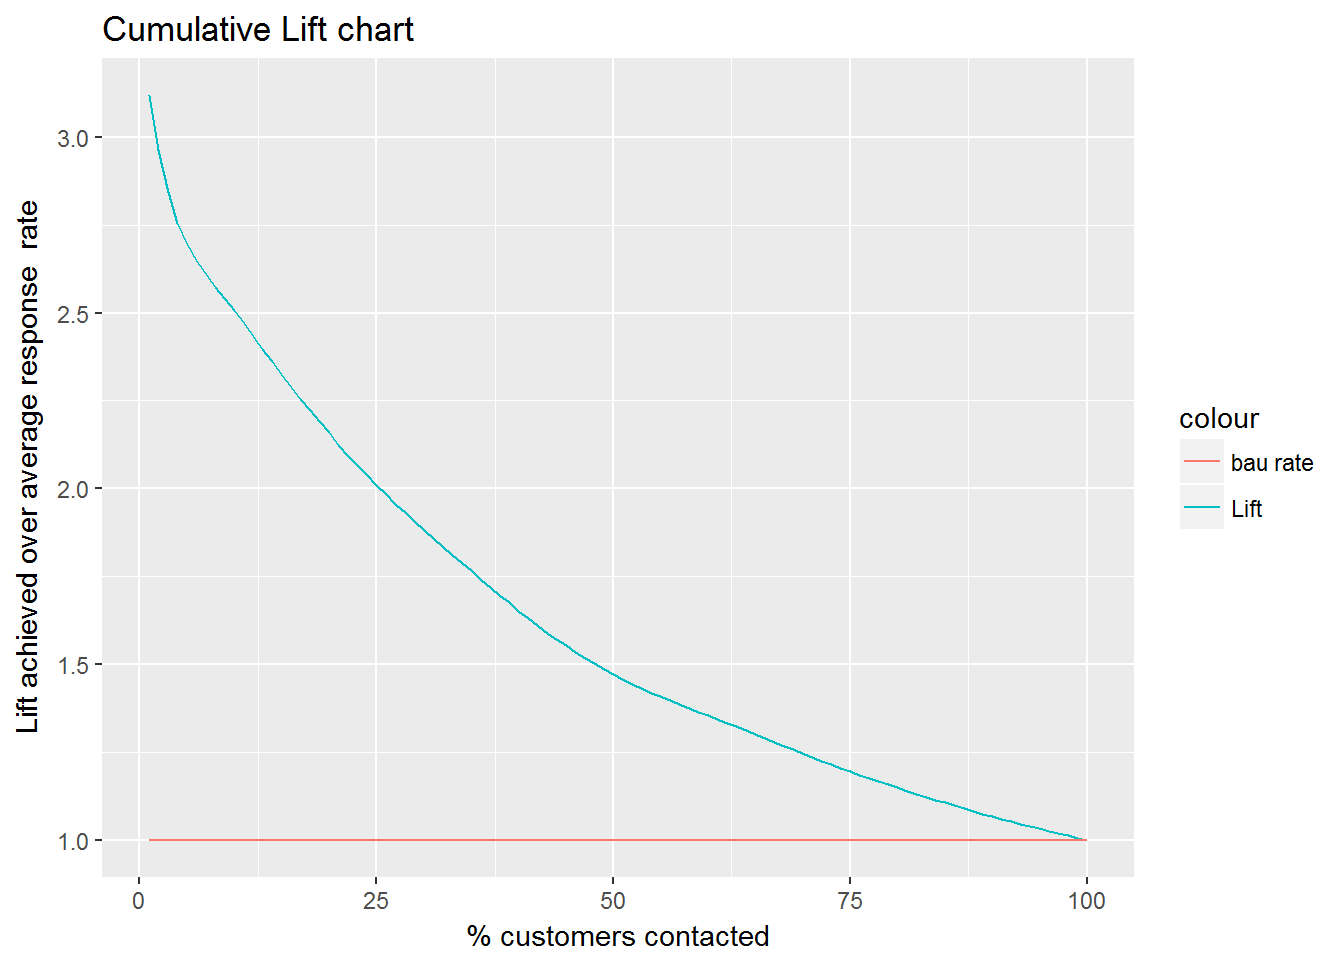 Cumulative Lift chart
Lift achieved over average response  rate
3.0
2.5
2.0
1.5
1.0
0
25
50
75
100
% customers contacted
colour
bau rate
Lift